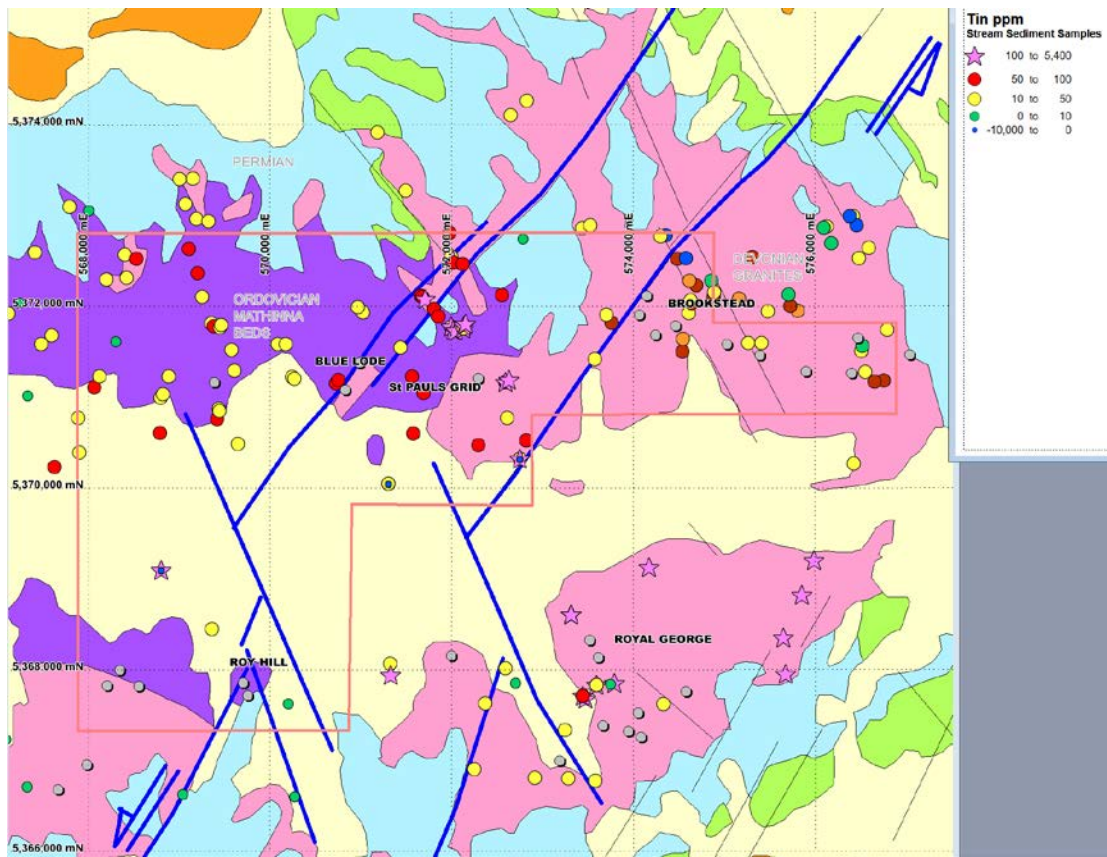 Tin ppm
Stream Sediment Samples
100 to 5,400
50 to 100
10 to 50
0 to 10
-10,000 to 0
5,374,000 mN
PERMIAN
568,000 mE
570,000 mE
572,000 mE
574,000 mE
576,000 mE
DEVONIAN
GRANITES
5,372,000 mN
ORDOVICIAN
MATHINNA
BEDS
BROOKSTEAD
BLUE LODE
St PAULS GRID
5,370,000 mN
5,368,000 mN
ROY HILL
ROYAL GEORGE
5,366,000 mN